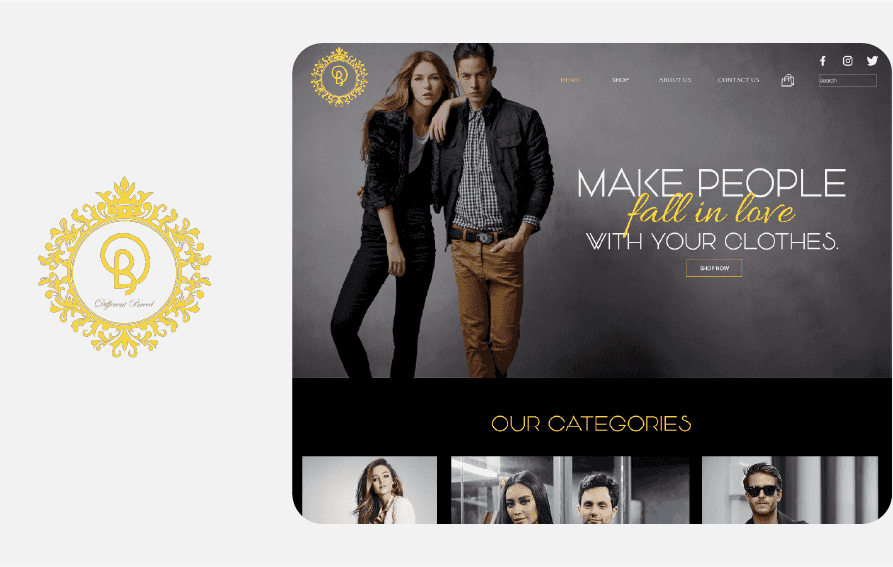 B
Different Breed
B
HOME SHOP ABOUT US CONTACT US
search
MAKE PEOPLE
fall in love
WITH YOUR CLOTHES.
SHOP NOW
OUR CATEGORIES